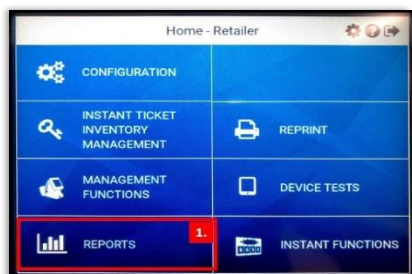 Home - Retailer
CONFIGURATION
INSTANT TICKET
INVENTORY
MANAGEMENT
REPRINT
MANAGEMENT
FUNCTIONS
DEVICE TESTS
1.
REPORTS
INSTANT FUNCTIONS